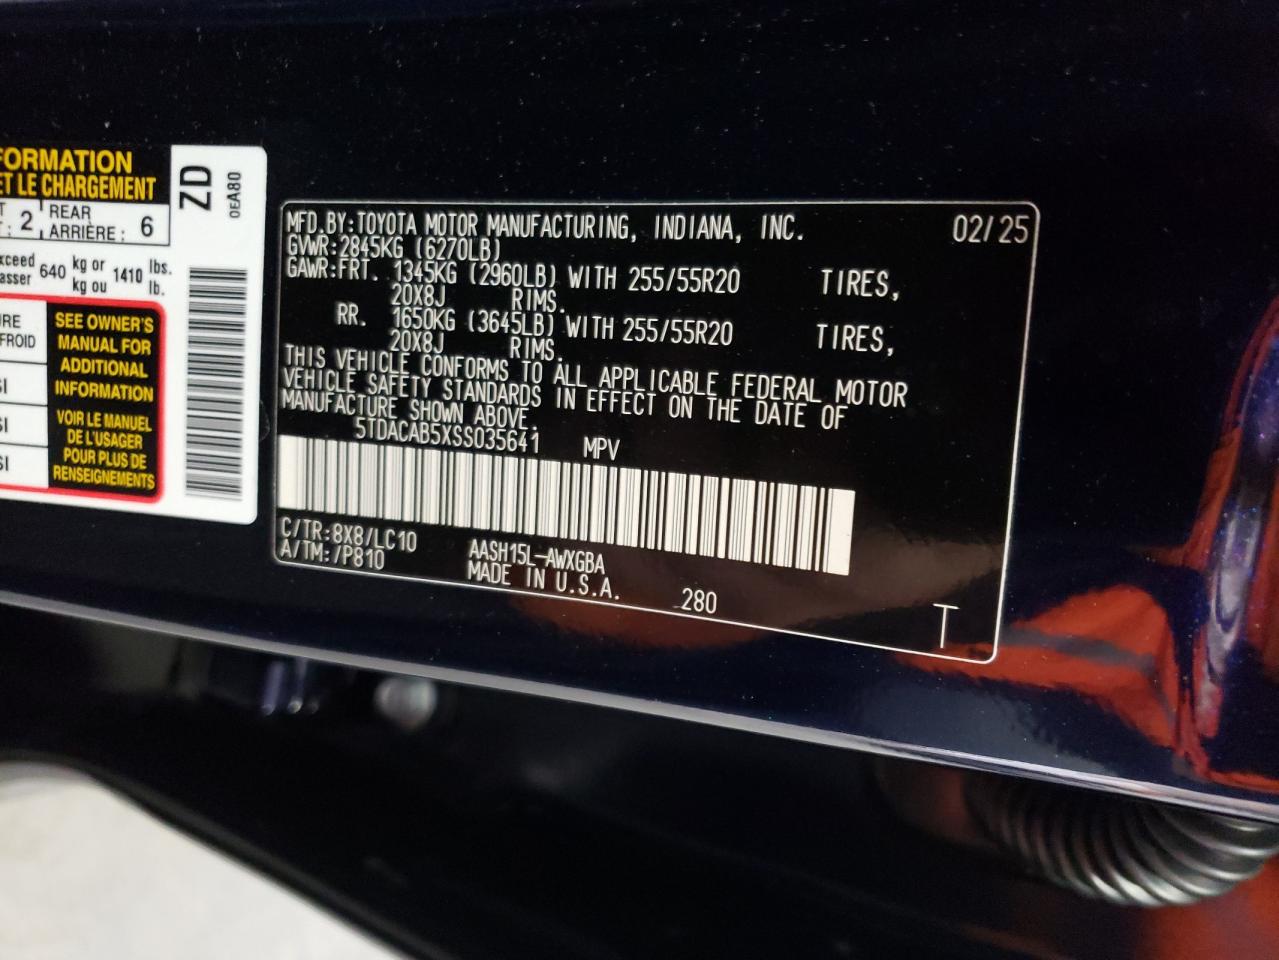 FORMATION
ET LE CHARGEMENT
2 REAR 6
ARRIÈRE :
640 kg or 1410 lbs.
kg ou lb.
SEE OWNER'S
MANUAL FOR
ADDITIONAL
INFORMATION
VOIR LE MANUEL
DE L'USAGER
POUR PLUS DE
RENSEIGNEMENTS
ZD
0EA80
MFD.BY:TOYOTA MOTOR MANUFACTURING, INDIANA, INC. 02/25
GVWR:2845KG (6270LB)
GAWR:FRT. 1345KG (2960LB) WITH 255/55R20 TIRES,
20X8J RIMS.
RR. 1650KG (3645LB) WITH 255/55R20 TIRES,
20X8J RIMS.
THIS VEHICLE CONFORMS TO ALL APPLICABLE FEDERAL MOTOR
VEHICLE SAFETY STANDARDS IN EFFECT ON THE DATE OF
MANUFACTURE SHOWN ABOVE.
5TDACAB5XSS035641 MPV
C/TR:8X8/LC10 AASH15L-AWXGBA
A/TM:/P810 MADE IN U.S.A. 280
T